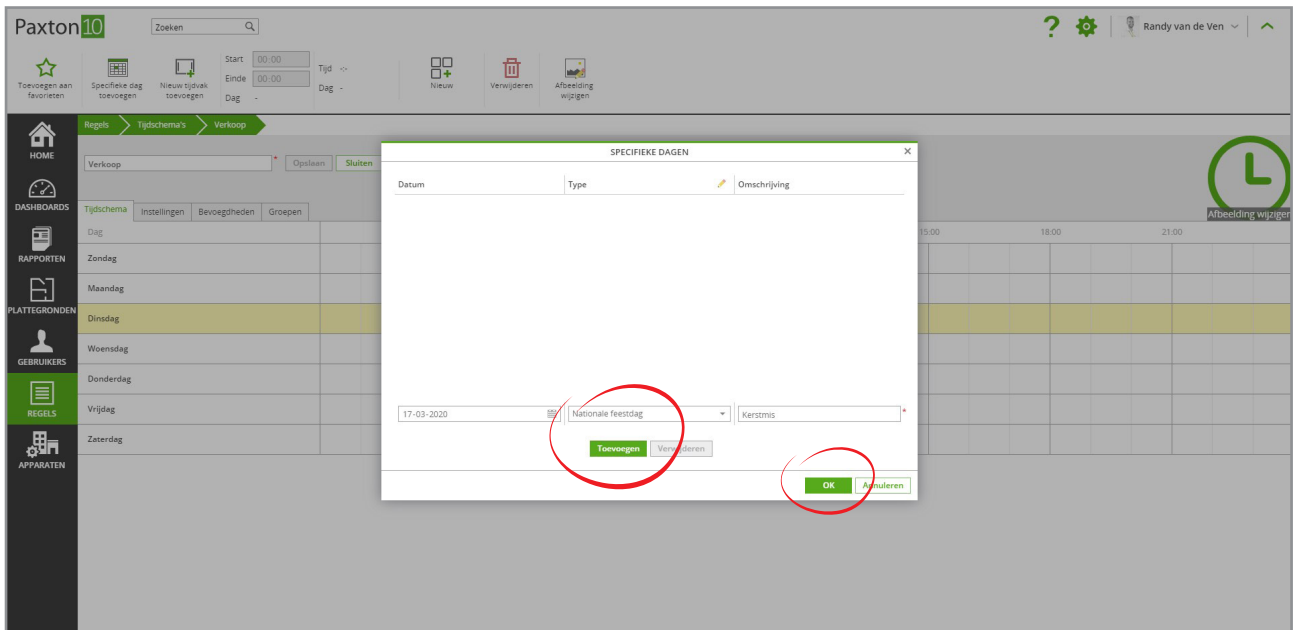 Paxton10
Zoeken
?
Randy van de Ven
Toevoegen aan favorieten
Specifieke dag toevoegen
Nieuw tijdvak toevoegen
Start 00:00
Einde 00:00
Dag -
Tijd -:-
Dag -
Nieuw
Verwijderen
Afbeelding wijzigen
HOME
DASHBOARDS
RAPPORTEN
PLATTEGRONDEN
GEBRUIKERS
REGELS
APPARATEN
Regels Tijdschema's Verkoop
Verkoop * Opslaan Sluiten
Afbeelding wijziger
Tijdschema Instellingen Bevoegdheden Groepen
Dag 15:00 18:00 21:00
Zondag
Maandag
Dinsdag
Woensdag
Donderdag
Vrijdag
Zaterdag
SPECIFIEKE DAGEN ×
Datum Type Omschrijving
17-03-2020 Nationale feestdag Kerstmis *
Toevoegen Verwijderen
OK Annuleren